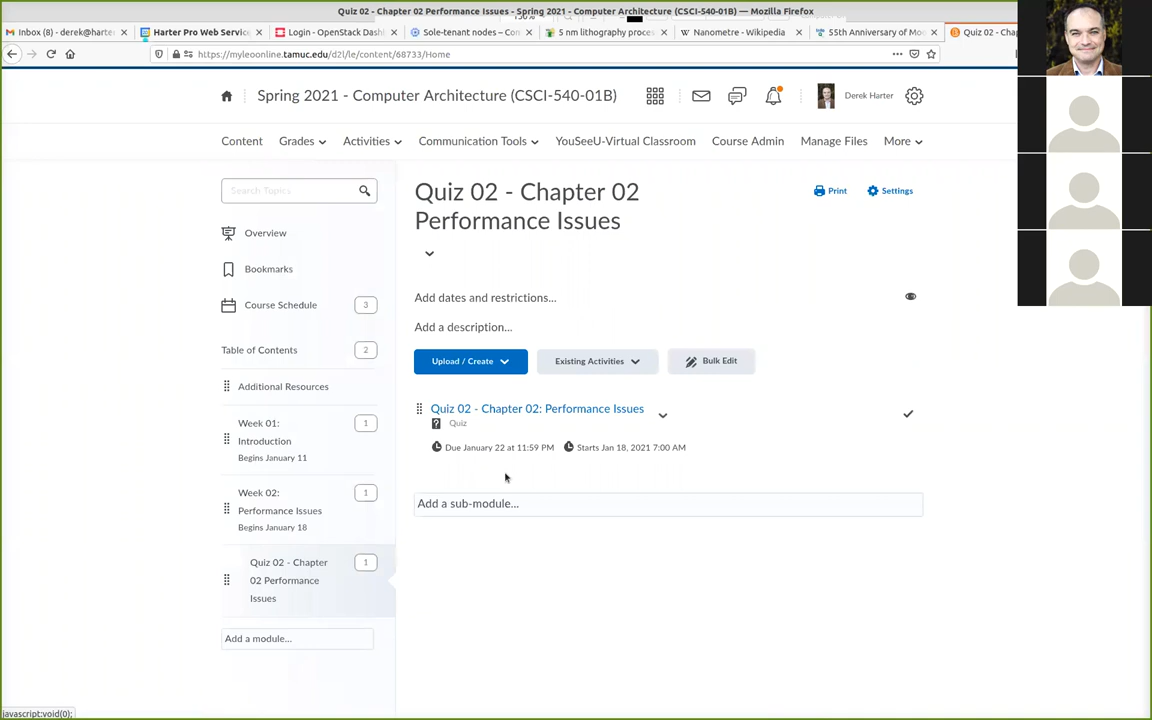 Quiz 02 - Chapter 02 Performance Issues - Spring 2021 - Computer Architecture (CSCI-540-01B) — Mozilla Firefox
Inbox (8) - derek@harte
Harter Pro Web Servic
Login - OpenStack Dash
Sole-tenant nodes – Con
5 nm lithography proces
Nanometre - Wikipedia
55th Anniversary of Moo
Quiz 02 - Cha
https://myleoonline.tamuc.edu/d2l/le/content/68733/Home
Spring 2021 - Computer Architecture (CSCI-540-01B)
Derek Harter
Content Grades Activities Communication Tools YouSeeU-Virtual Classroom Course Admin Manage Files More
Search Topics
Overview
Bookmarks
Course Schedule 3
Table of Contents 2
Additional Resources
Week 01: 1
Introduction
Begins January 11
Week 02: 1
Performance Issues
Begins January 18
Quiz 02 - Chapter 1
02 Performance
Issues
Add a module...
Quiz 02 - Chapter 02
Performance Issues
Print Settings
Add dates and restrictions...
Add a description...
Upload / Create Existing Activities Bulk Edit
Quiz 02 - Chapter 02: Performance Issues
Quiz
Due January 22 at 11:59 PM Starts Jan 18, 2021 7:00 AM
Add a sub-module...
javascript:void(0);